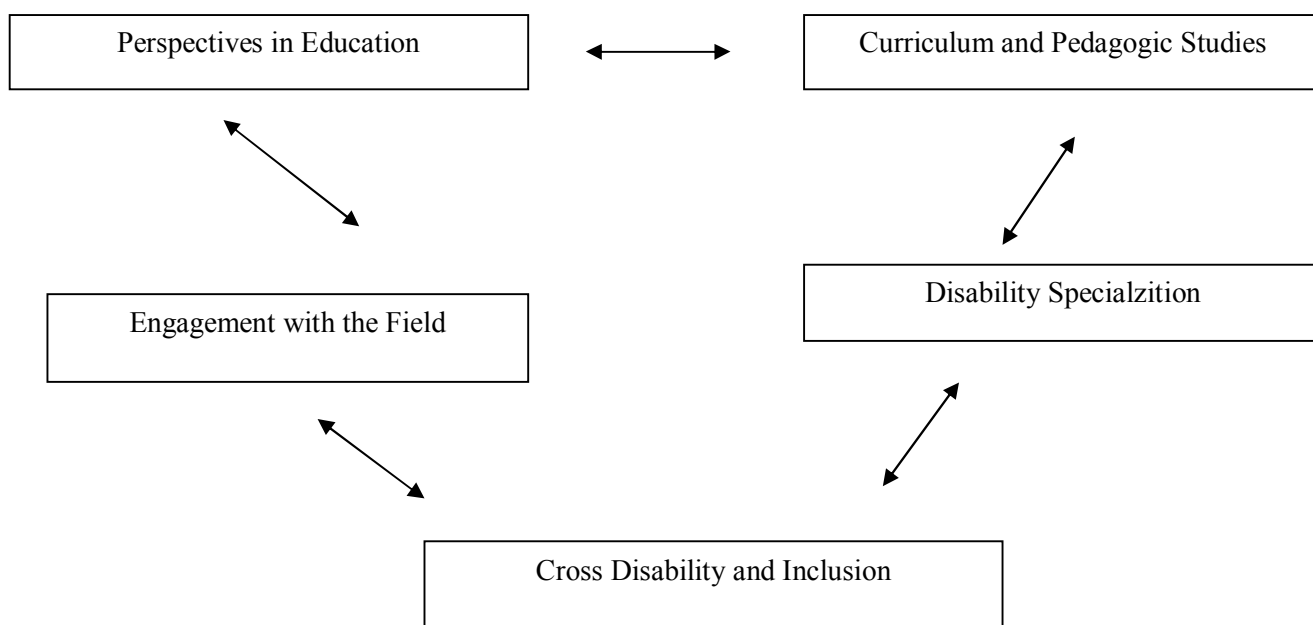 Perspectives in Education
Curriculum and Pedagogic Studies
Engagement with the Field
Disability Specialzition
Cross Disability and Inclusion